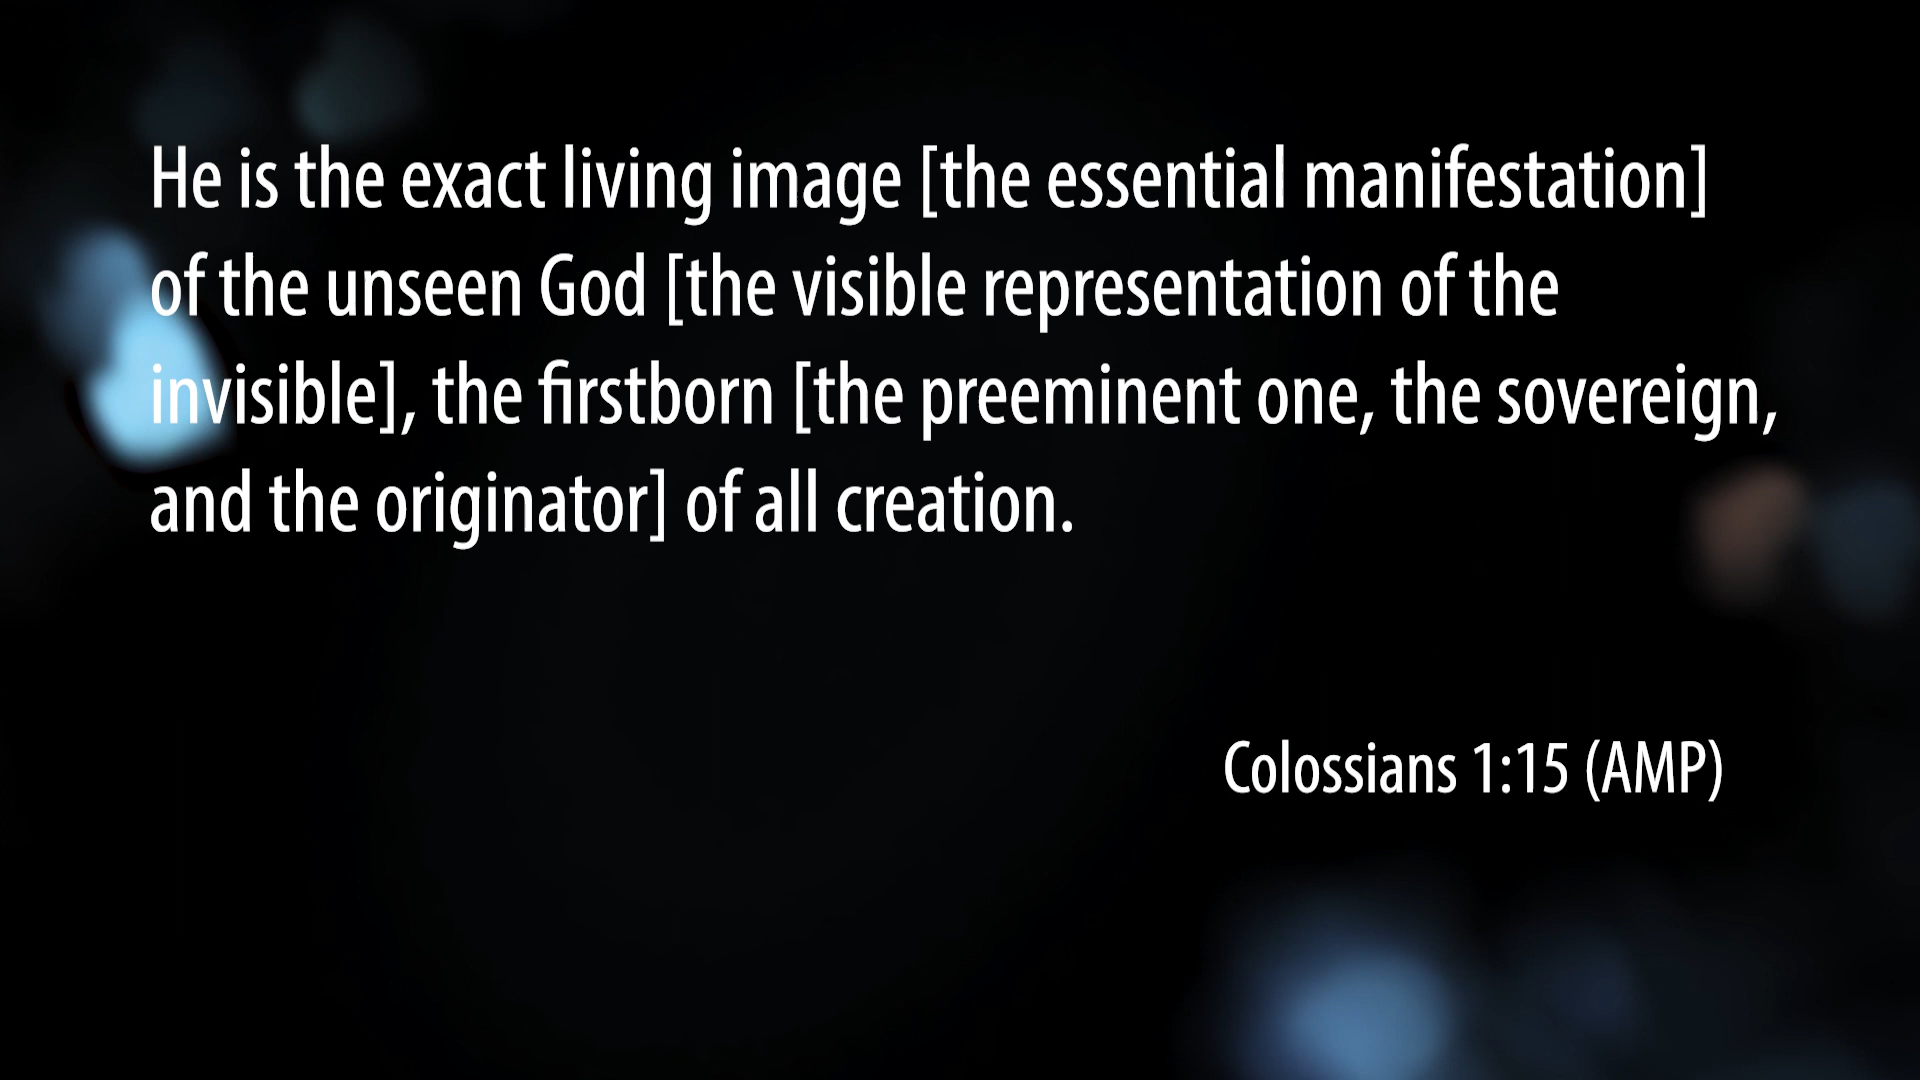 He is the exact living image [the essential manifestation]
of the unseen God [the visible representation of the
invisible], the firstborn [the preeminent one, the sovereign,
and the originator] of all creation.
Colossians 1:15 (AMP)